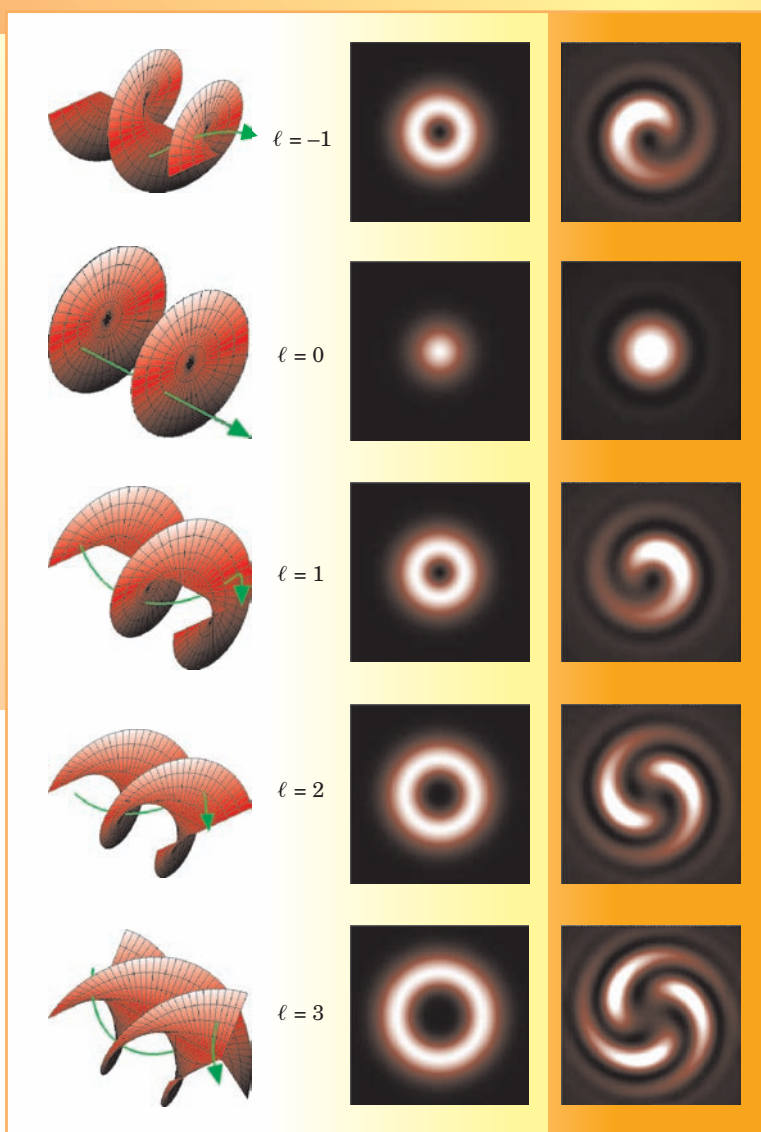 ℓ = –1
ℓ = 0
ℓ = 1
ℓ = 2
ℓ = 3